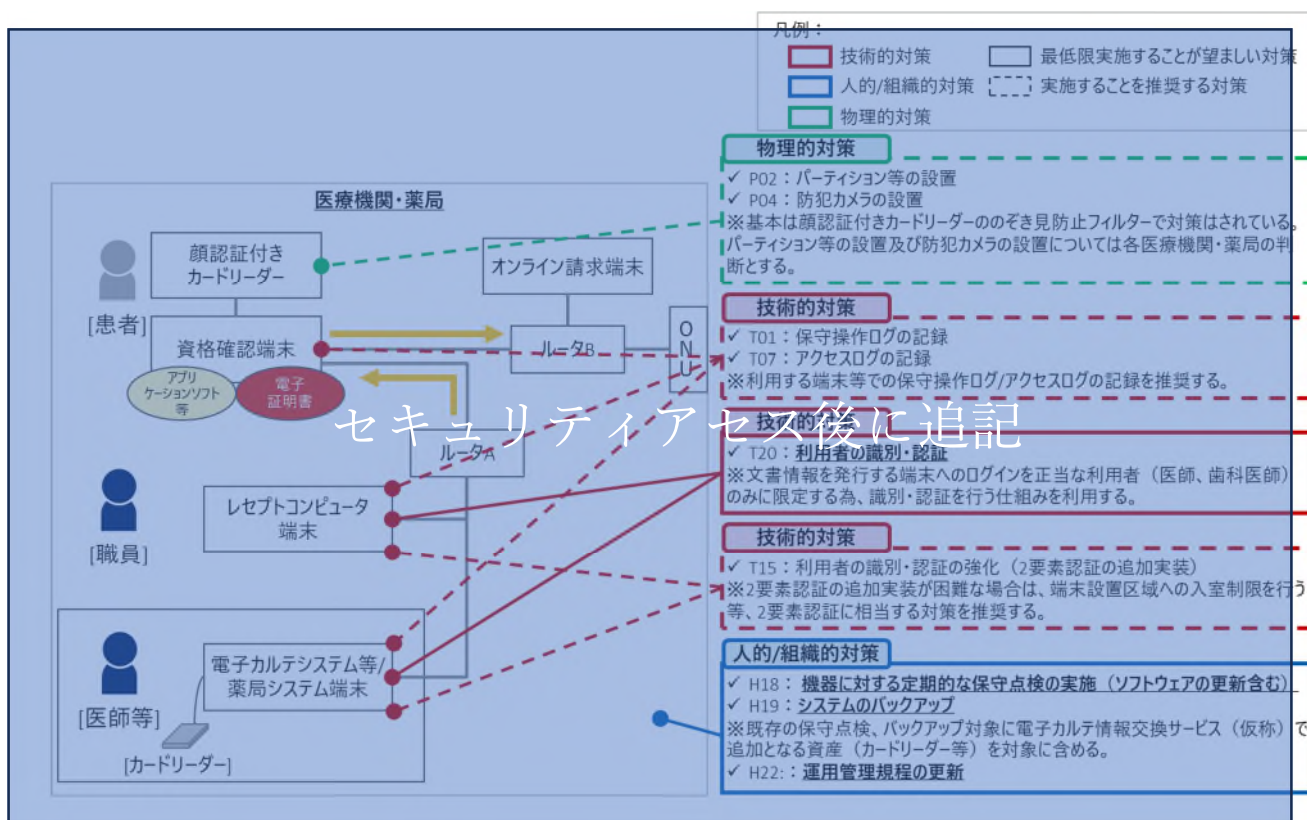 凡例：
技術的対策
最低限実施することが望ましい対策
人的/組織的対策
実施することを推奨する対策
物理的対策
医療機関・薬局
[患者]
顔認証付き
カードリーダー
オンライン請求端末
資格確認端末
ルータB
ONU
アプリ
ケーションソフト
等
電子
証明書
セキュリティアセス後に追記
ルータA
[職員]
レセプトコンピュータ
端末
[医師等]
電子カルテシステム等/
薬局システム端末
[カードリーダー]
物理的対策
✓ P02：パーティション等の設置
✓ P04：防犯カメラの設置
※基本は顔認証付きカードリーダーののぞき見防止フィルターで対策はされている。
パーティション等の設置及び防犯カメラの設置については各医療機関・薬局の判
断とする。
技術的対策
✓ T01：保守操作ログの記録
✓ T07：アクセスログの記録
※利用する端末等での保守操作ログ/アクセスログの記録を推奨する。
技術的対策
✓ T20：利用者の識別・認証
※文書情報を発行する端末へのログインを正当な利用者（医師、歯科医師）
のみに限定する為、識別・認証を行う仕組みを利用する。
技術的対策
✓ T15：利用者の識別・認証の強化（2要素認証の追加実装）
※2要素認証の追加実装が困難な場合は、端末設置区域への入室制限を行う
等、2要素認証に相当する対策を推奨する。
人的/組織的対策
✓ H18：機器に対する定期的な保守点検の実施（ソフトウェアの更新含む）
✓ H19：システムのバックアップ
※既存の保守点検、バックアップ対象に電子カルテ情報交換サービス（仮称）で
追加となる資産（カードリーダー等）を対象に含める。
✓ H22:：運用管理規程の更新